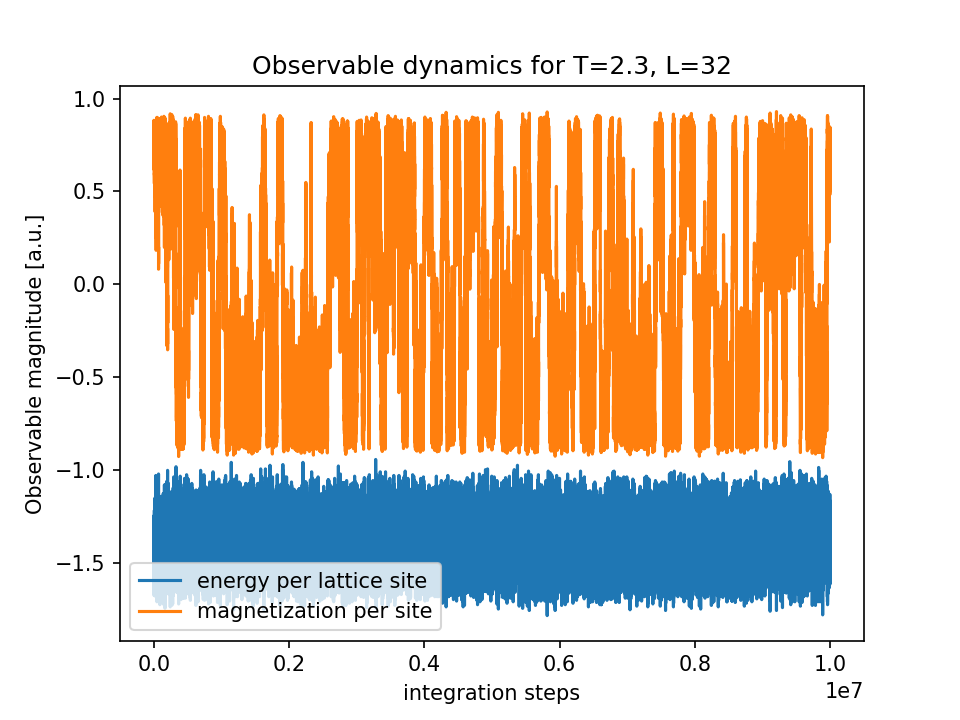 Observable dynamics for T=2.3, L=32
Observable magnitude [a.u.]
1.0
0.5
0.0
−0.5
−1.0
−1.5
energy per lattice site
magnetization per site
0.0 0.2 0.4 0.6 0.8 1.0
1e7
integration steps